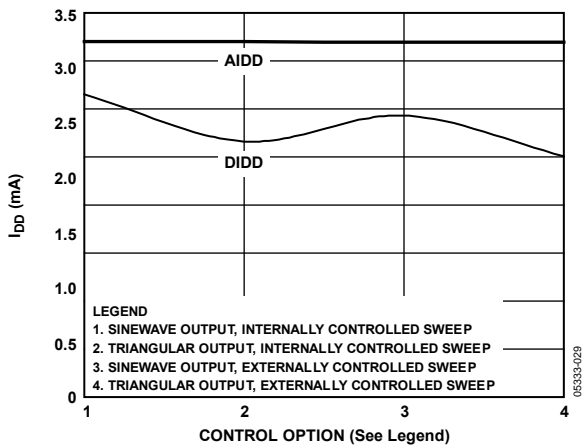 3.5
3.0
2.5
2.0
1.5
1.0
0.5
0
I_DD (mA)
AIDD
DIDD
LEGEND
1. SINEWAVE OUTPUT, INTERNALLY CONTROLLED SWEEP
2. TRIANGULAR OUTPUT, INTERNALLY CONTROLLED SWEEP
3. SINEWAVE OUTPUT, EXTERNALLY CONTROLLED SWEEP
4. TRIANGULAR OUTPUT, EXTERNALLY CONTROLLED SWEEP
1 2 3 4
CONTROL OPTION (See Legend)
05333-029